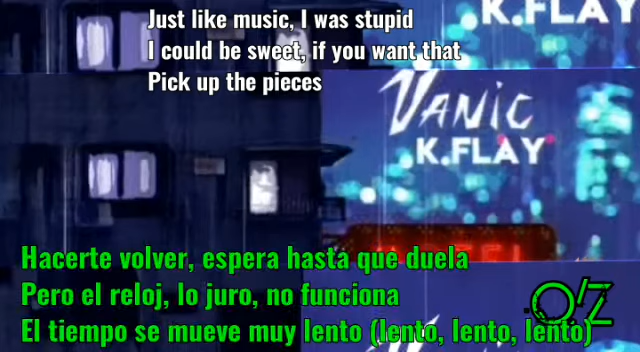 Just like music, I was stupid
I could be sweet, if you want that
Pick up the pieces
K.FLAY
VANIC
K.FLAY
Hacerte volver, espera hasta que duela
Pero el reloj, lo juro, no funciona
El tiempo se mueve muy lento (lento, lento, lento)
O'Z